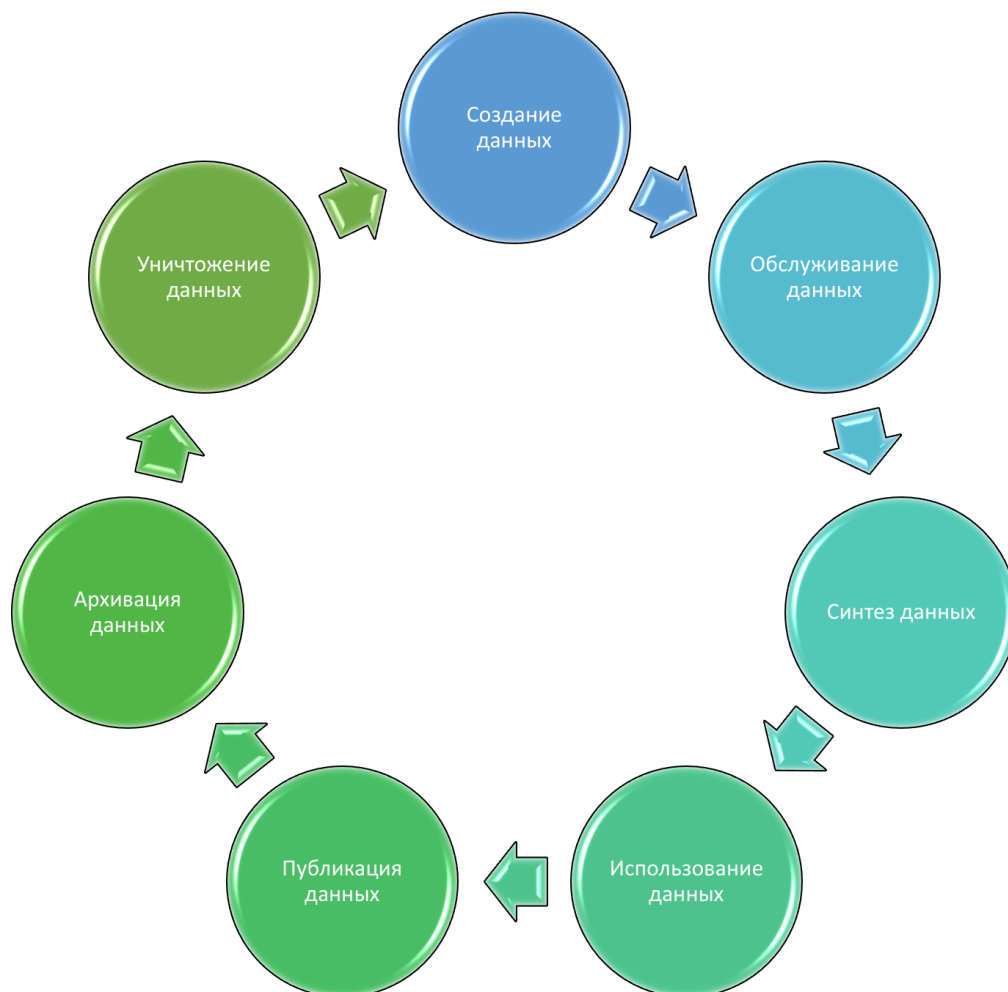 Создание
данных
Обслуживание
данных
Синтез данных
Использование
данных
Публикация
данных
Архивация
данных
Уничтожение
данных